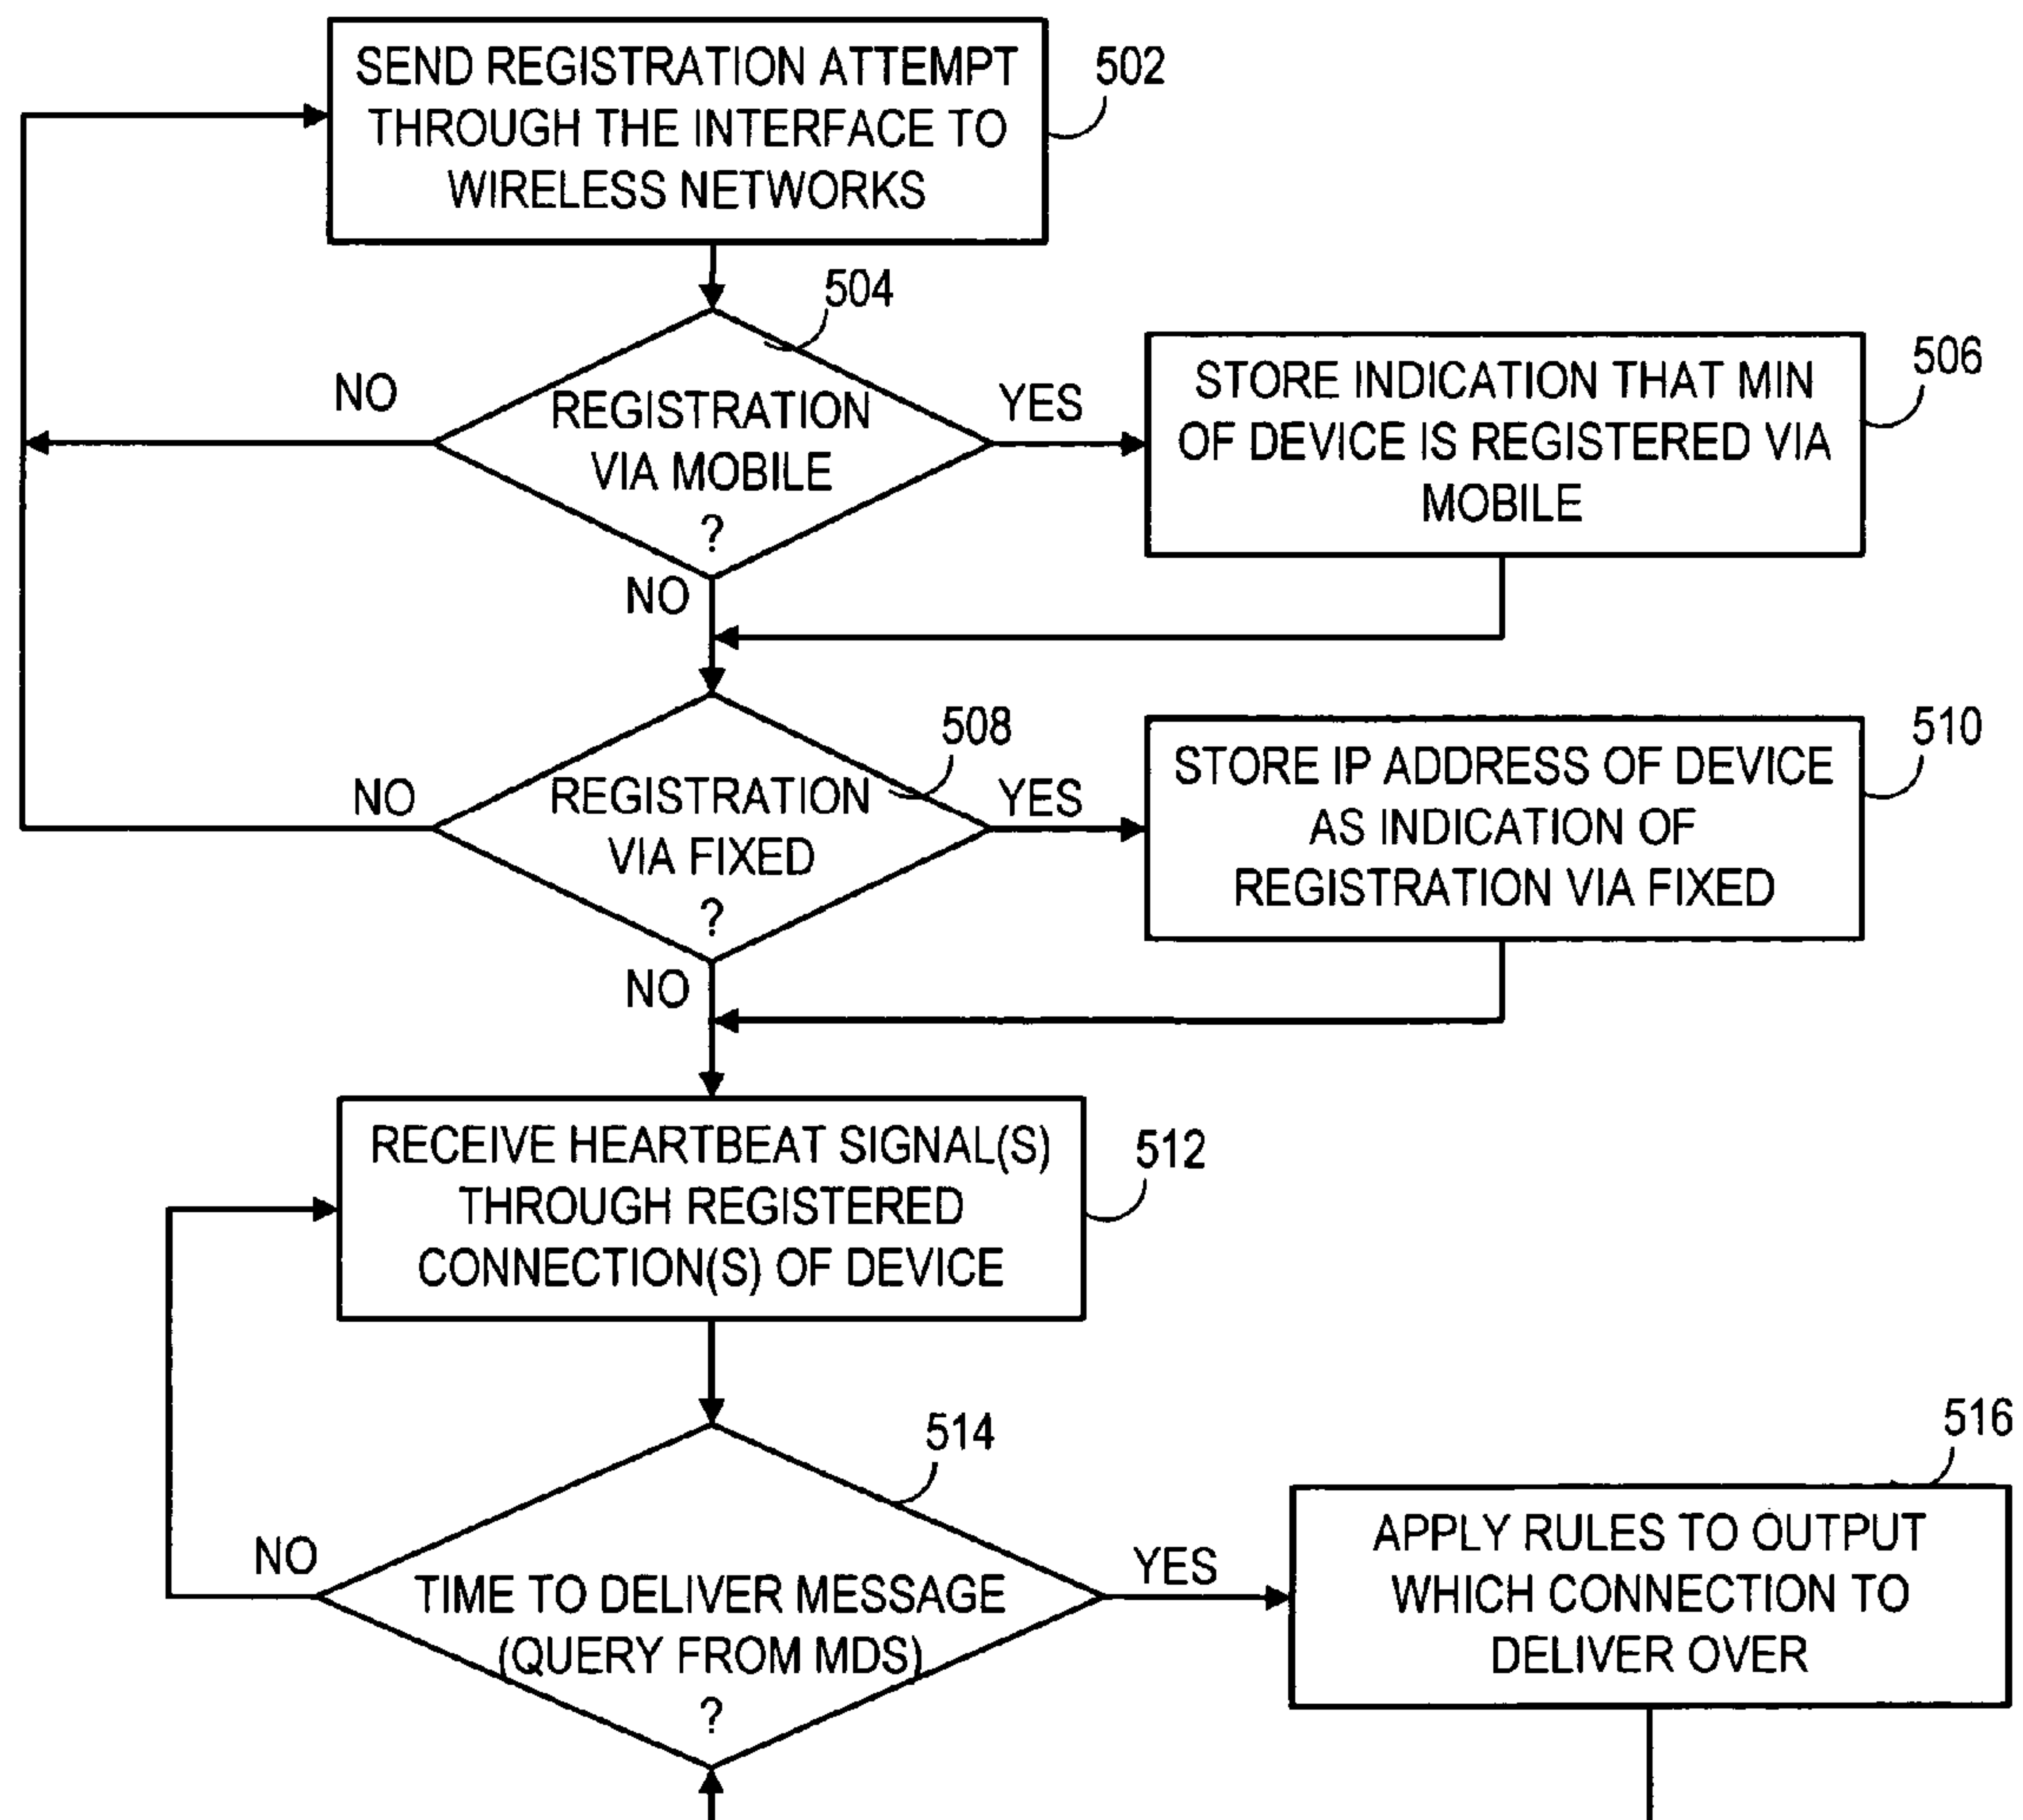 SEND REGISTRATION ATTEMPT
THROUGH THE INTERFACE TO
WIRELESS NETWORKS
502
504
NO
REGISTRATION
VIA MOBILE
?
YES
NO
STORE INDICATION THAT MIN
OF DEVICE IS REGISTERED VIA
MOBILE
506
508
NO
REGISTRATION
VIA FIXED
?
YES
NO
STORE IP ADDRESS OF DEVICE
AS INDICATION OF
REGISTRATION VIA FIXED
510
RECEIVE HEARTBEAT SIGNAL(S)
THROUGH REGISTERED
CONNECTION(S) OF DEVICE
512
514
NO
TIME TO DELIVER MESSAGE
(QUERY FROM MDS)
?
YES
516
APPLY RULES TO OUTPUT
WHICH CONNECTION TO
DELIVER OVER